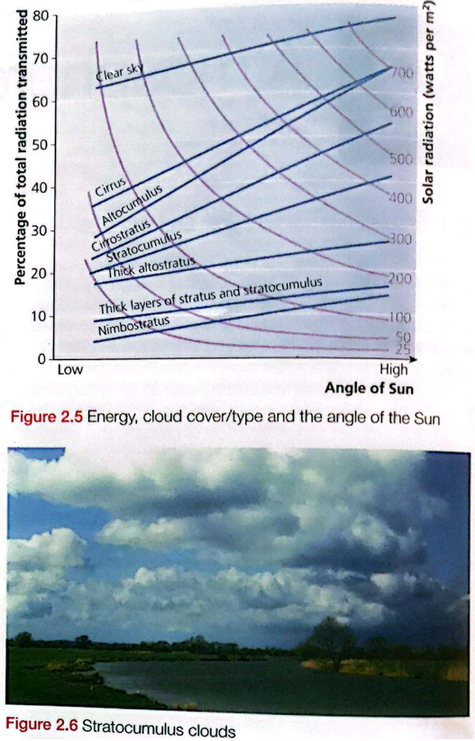 Percentage of total radiation transmitted
80
70
60
50
40
30
20
10
0
Clear sky
Cirrus
Altocumulus
Cirrostratus
Stratocumulus
Thick altostratus
Thick layers of stratus and stratocumulus
Nimbostratus
Solar radiation (watts per m²)
700
600
500
400
300
200
100
50
25
Low
High
Angle of Sun
Figure 2.5 Energy, cloud cover/type and the angle of the Sun
Figure 2.6 Stratocumulus clouds